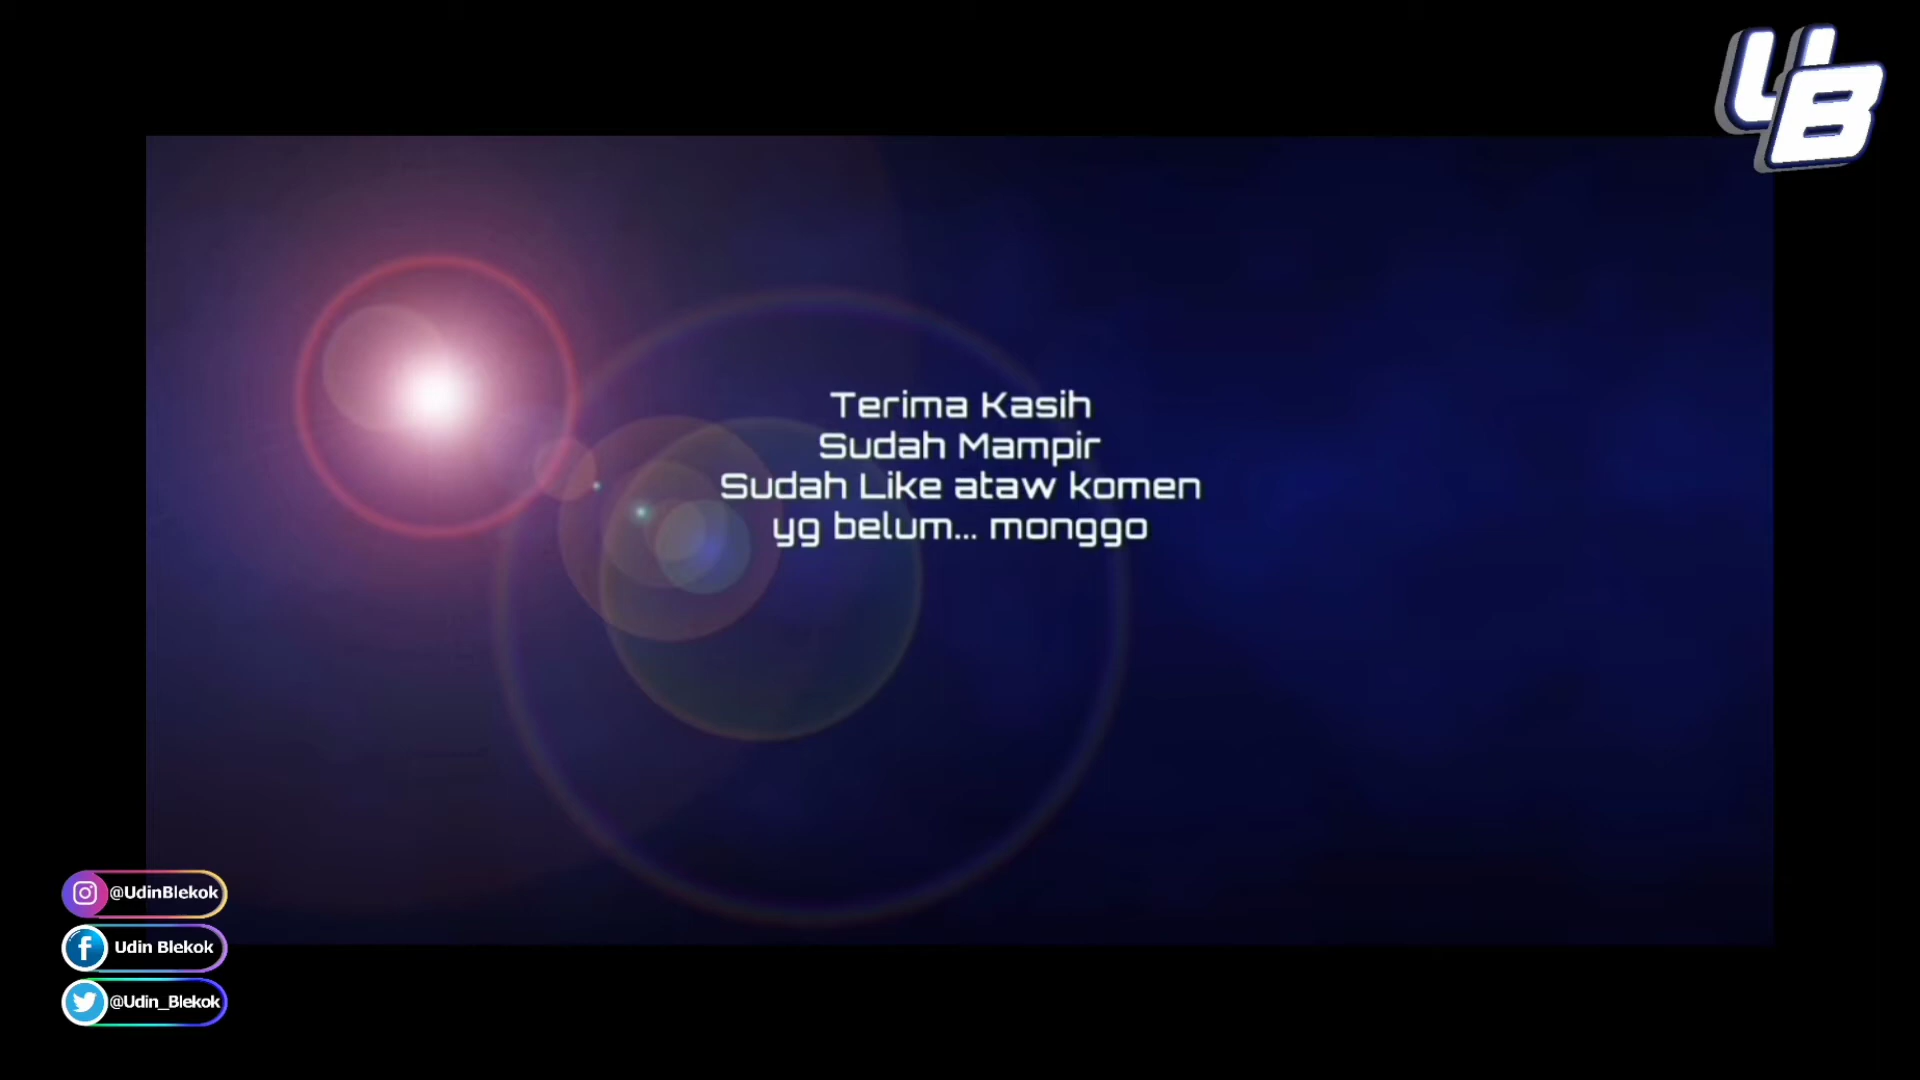 UB
Terima Kasih
Sudah Mampir
Sudah Like ataw komen
yg belum... monggo
@UdinBlekok
Udin Blekok
@Udin_Blekok